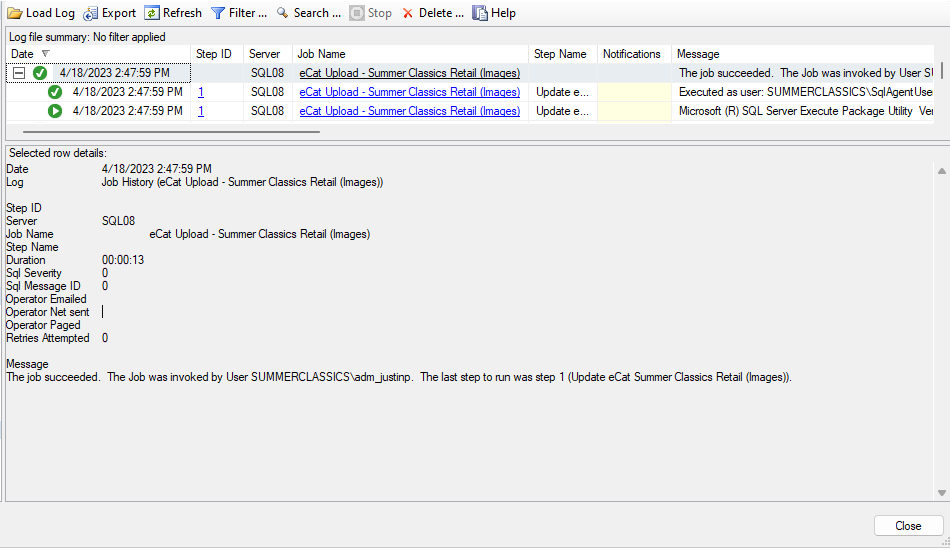 Load Log Export Refresh Filter ... Search ... Stop Delete ... Help
Log file summary: No filter applied
Date Step ID Server Job Name Step Name Notifications Message
4/18/2023 2:47:59 PM SQL08 eCat Upload - Summer Classics Retail (Images) The job succeeded. The Job was invoked by User SU
4/18/2023 2:47:59 PM 1 SQL08 eCat Upload - Summer Classics Retail (Images) Update e... Executed as user: SUMMERCLASSICS\SqlAgentUse
4/18/2023 2:47:59 PM 1 SQL08 eCat Upload - Summer Classics Retail (Images) Update e... Microsoft (R) SQL Server Execute Package Utility Ver
Selected row details:
Date 4/18/2023 2:47:59 PM
Log Job History (eCat Upload - Summer Classics Retail (Images))
Step ID
Server SQL08
Job Name eCat Upload - Summer Classics Retail (Images)
Step Name
Duration 00:00:13
Sql Severity 0
Sql Message ID 0
Operator Emailed
Operator Net sent
Operator Paged
Retries Attempted 0
Message
The job succeeded. The Job was invoked by User SUMMERCLASSICS\adm_justinp. The last step to run was step 1 (Update eCat Summer Classics Retail (Images)).
Close